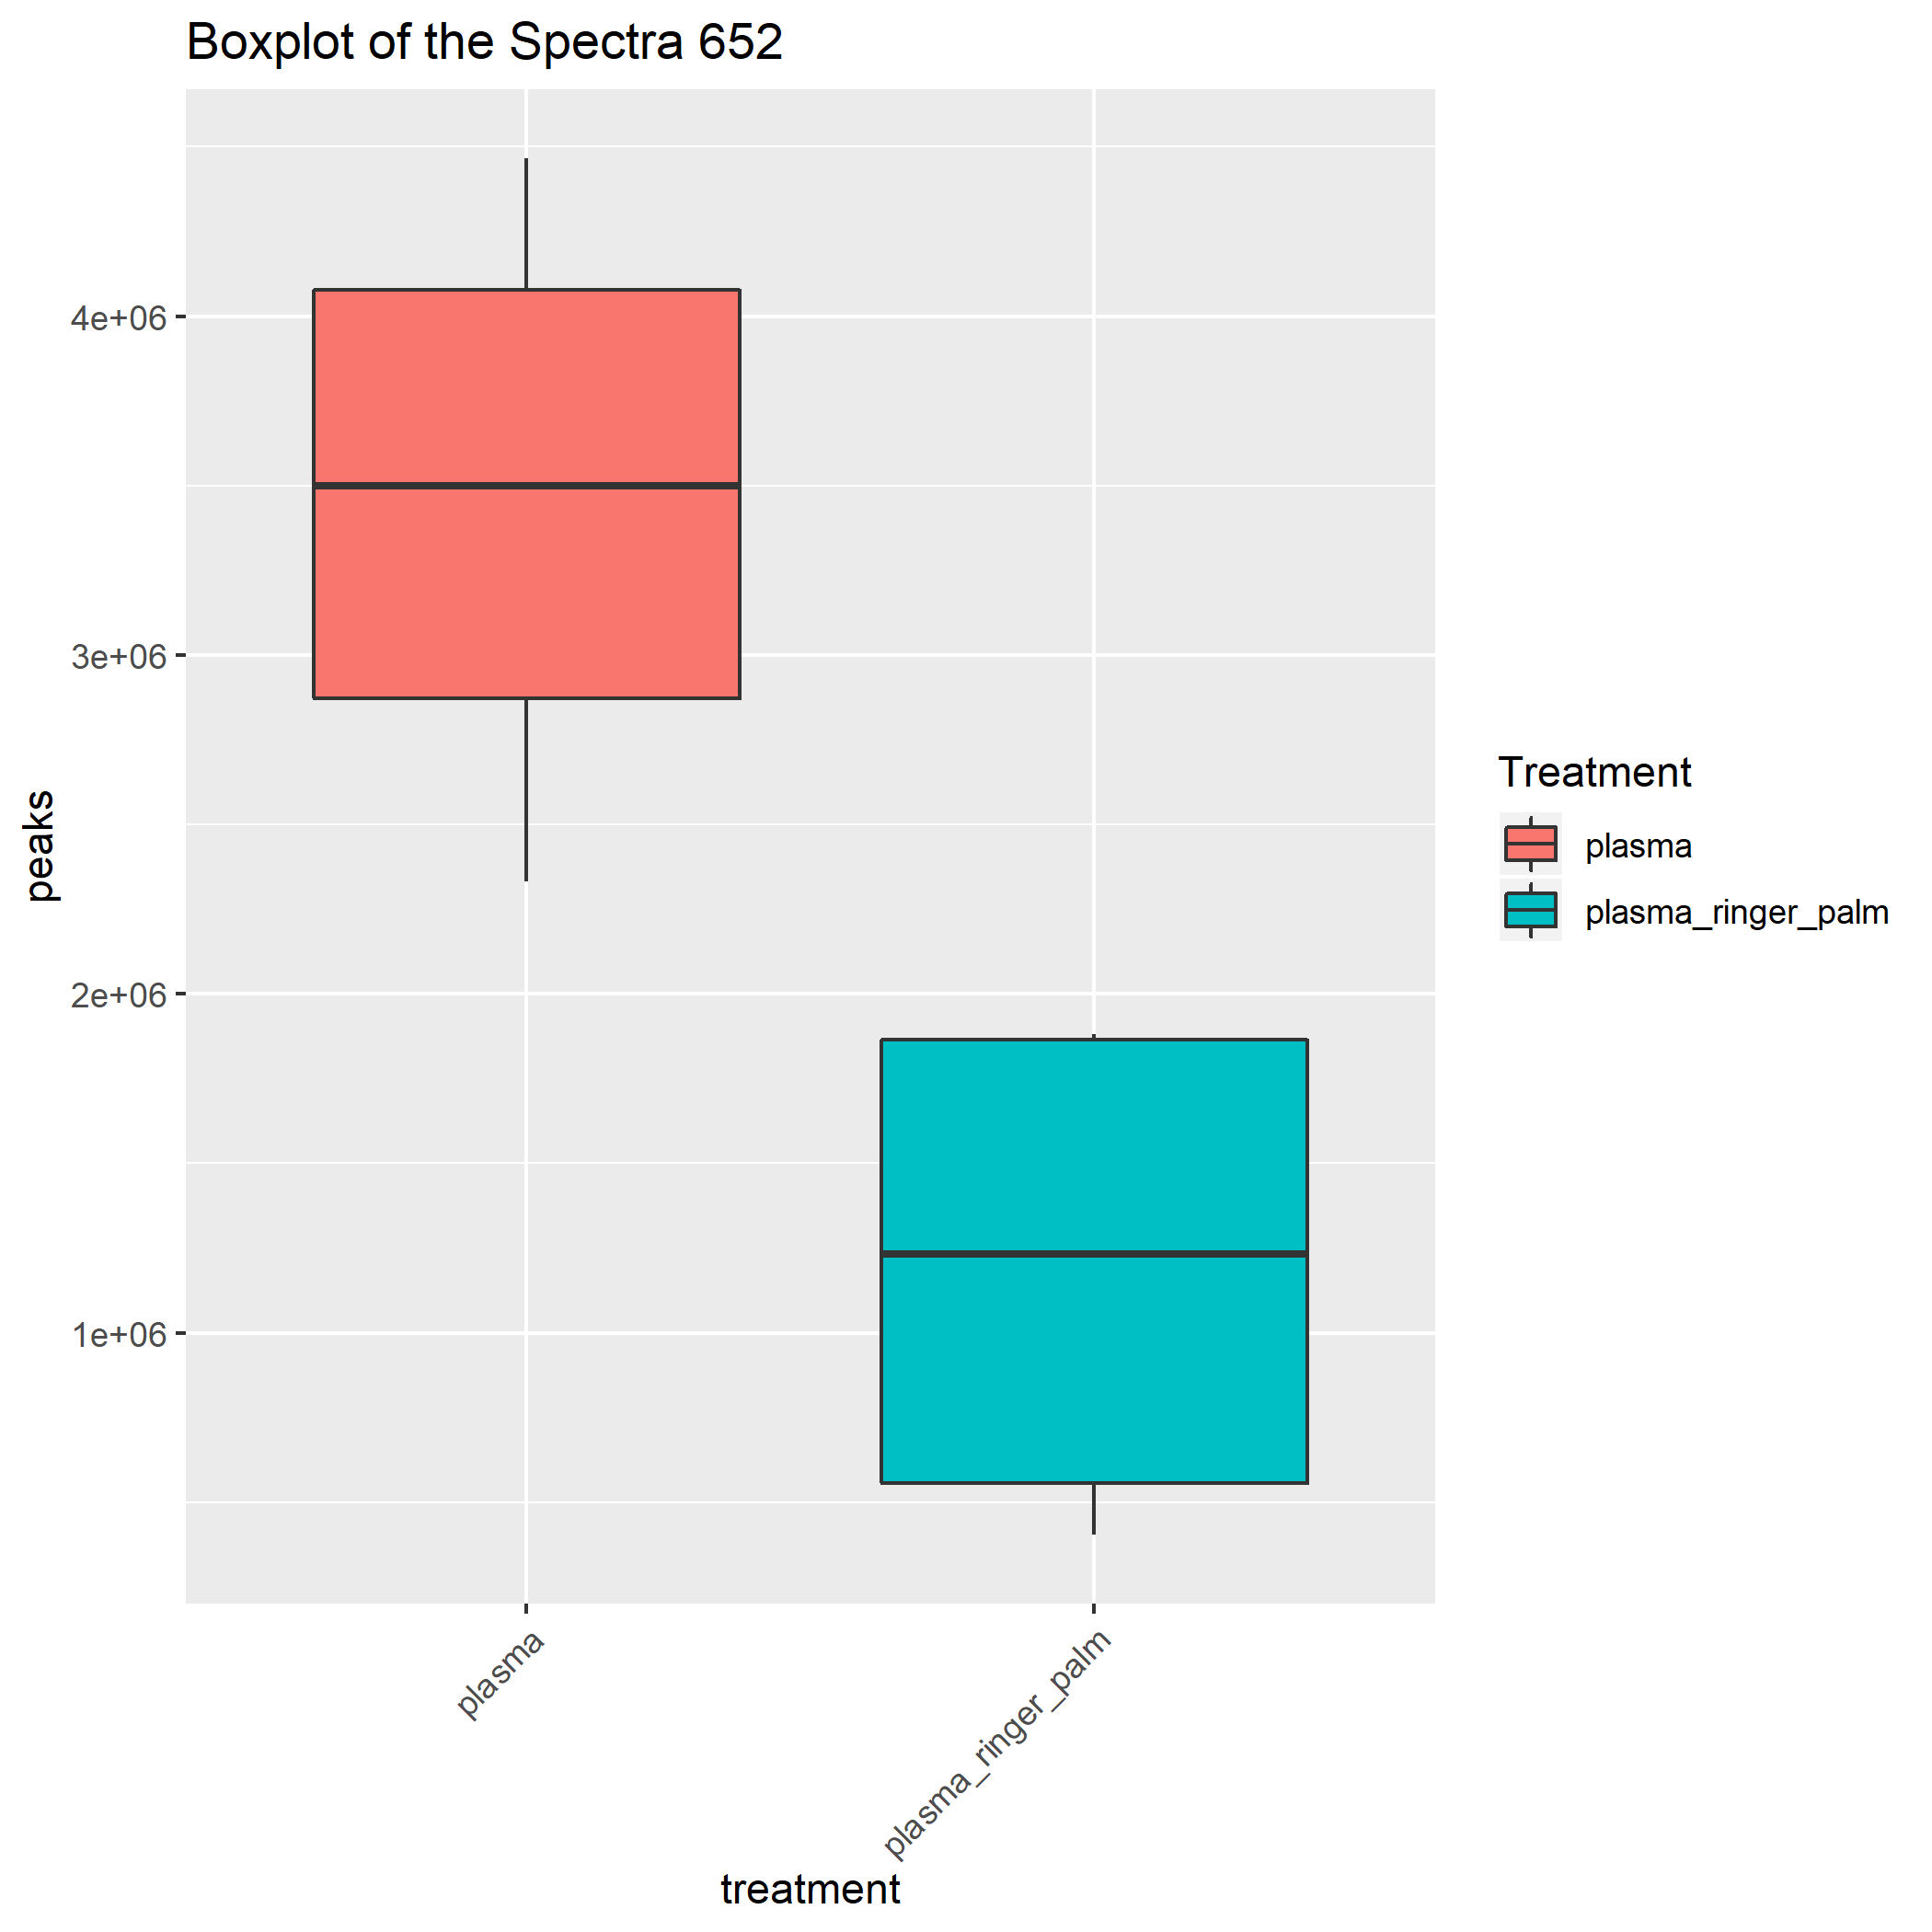 Boxplot of the Spectra 652
peaks
4e+06
3e+06
2e+06
1e+06
plasma
plasma_ringer_palm
treatment
Treatment
plasma
plasma_ringer_palm